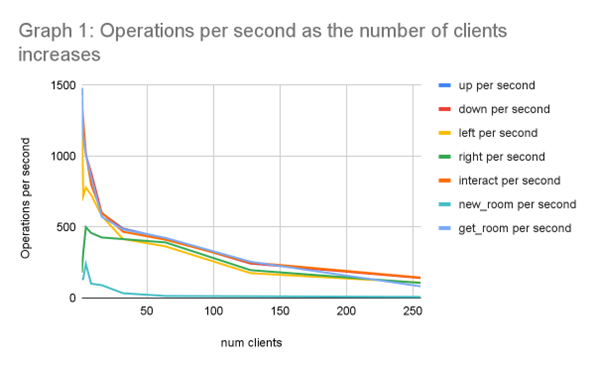 Graph 1: Operations per second as the number of clients
increases
Operations per second
1500
1000
500
0
50
100
150
200
250
num clients
up per second
down per second
left per second
right per second
interact per second
new_room per second
get_room per second